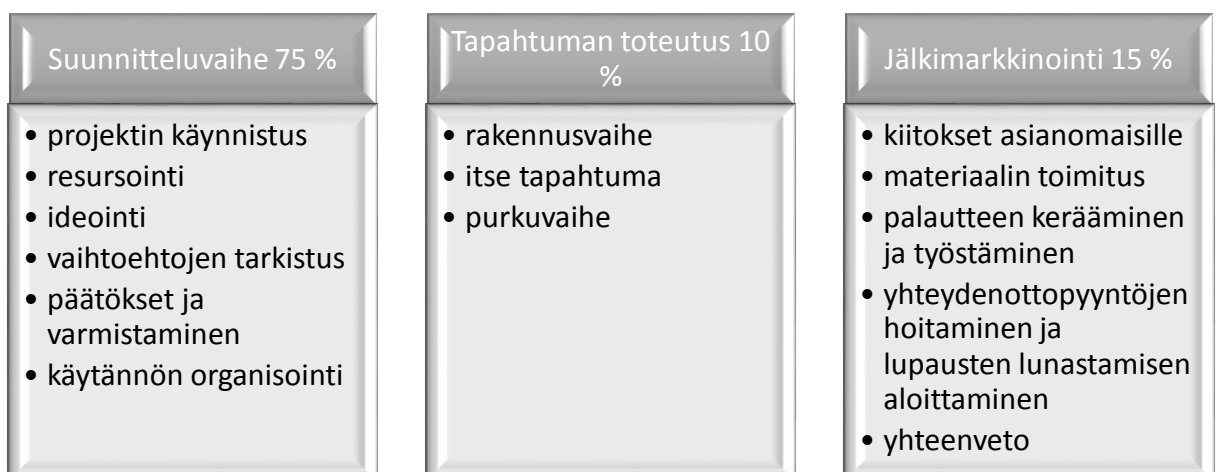 Suunnitteluvaihe 75 %
• projektin käynnistus
• resursointi
• ideointi
• vaihtoehtojen tarkistus
• päätökset ja
varmistaminen
• käytännön organisointi
Tapahtuman toteutus 10
%
• rakennusvaihe
• itse tapahtuma
• purkuvaihe
Jälkimarkkinointi 15 %
• kiitokset asianomaisille
• materiaalin toimitus
• palautteen kerääminen
ja työstäminen
• yhteydenottopyyntöjen
hoitaminen ja
lupausten lunastamisen
aloittaminen
• yhteenveto